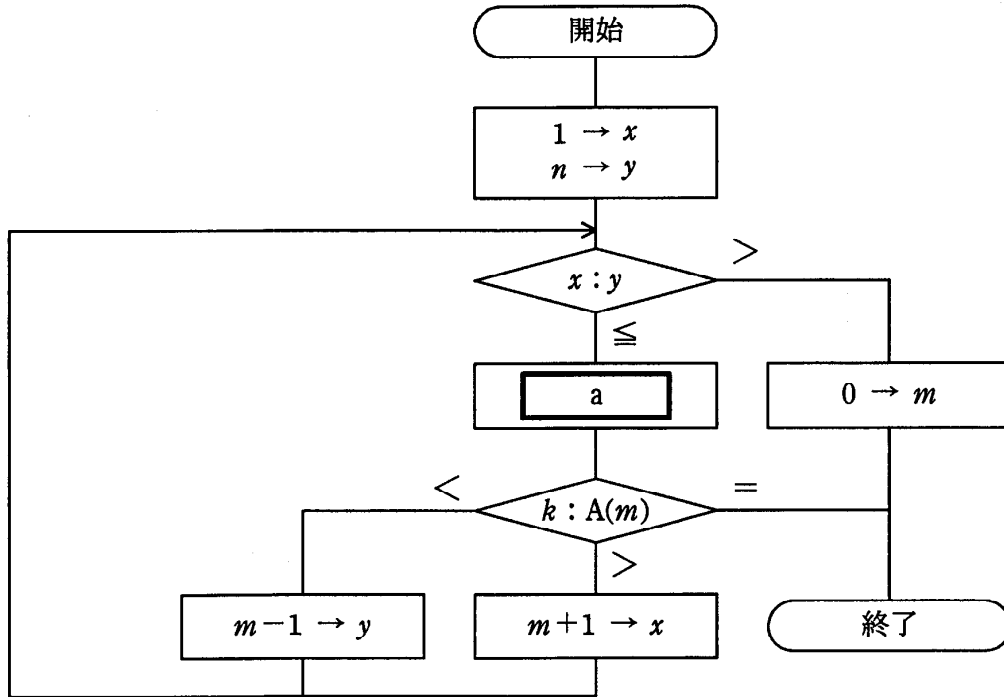 開始
1 → x
n → y
x : y
>
≦
a
0 → m
<
k : A(m)
=
>
m−1 → y
m+1 → x
終了